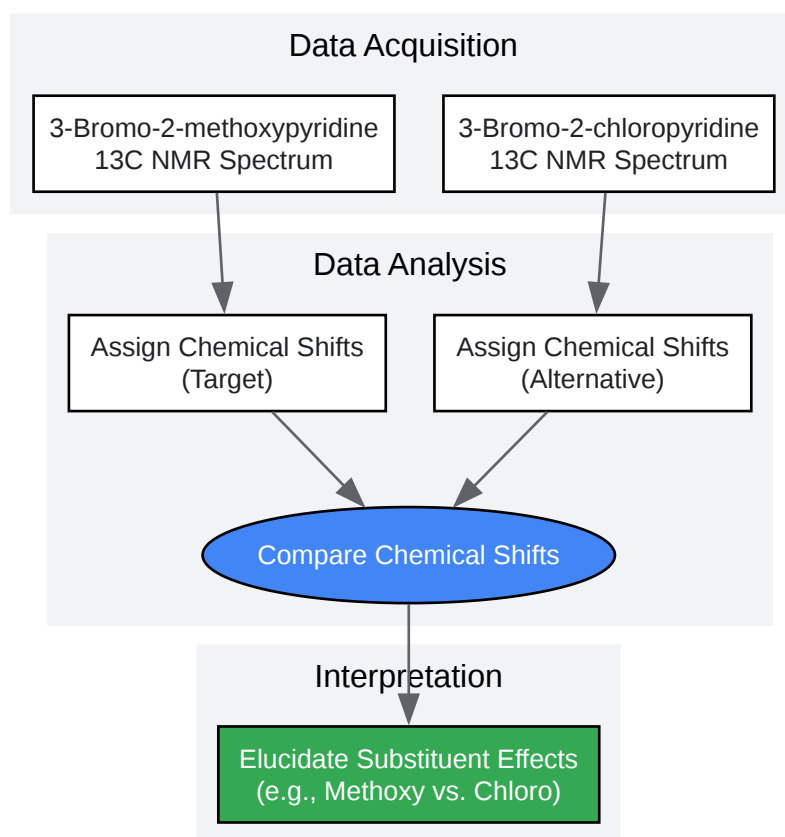 Data Acquisition
3-Bromo-2-methoxypyridine
13C NMR Spectrum
3-Bromo-2-chloropyridine
13C NMR Spectrum
Data Analysis
Assign Chemical Shifts
(Target)
Assign Chemical Shifts
(Alternative)
Compare Chemical Shifts
Interpretation
Elucidate Substituent Effects
(e.g., Methoxy vs. Chloro)